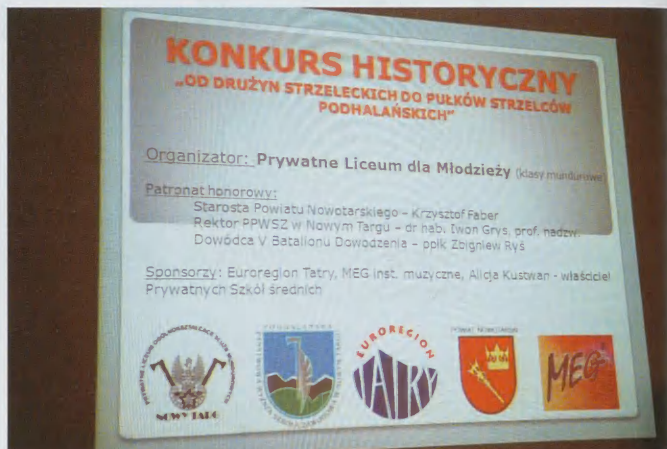 KONKURS HISTORYCZNY
„OD DRUŻYN STRZELECKICH DO PUŁKÓW STRZELCÓW
PODHALAŃSKICH”
Organizator: Prywatne Liceum dla Młodzieży (klasy mundurowe)
Patronat honorowy:
Starosta Powiatu Nowotarskiego – Krzysztof Faber
Rektor PPWSZ w Nowym Targu – dr hab. Iwon Grys, prof. nadzw.
Dowódca V Batalionu Dowodzenia – ppłk Zbigniew Ryś
Sponsorzy: Euroregion Tatry, MEG inst. muzyczne, Alicja Kustwan - właściciel
Prywatnych Szkół średnich
NOWY TARG
EUROREGION
TATRY
POWIAT NOWOTARSKI
MEG